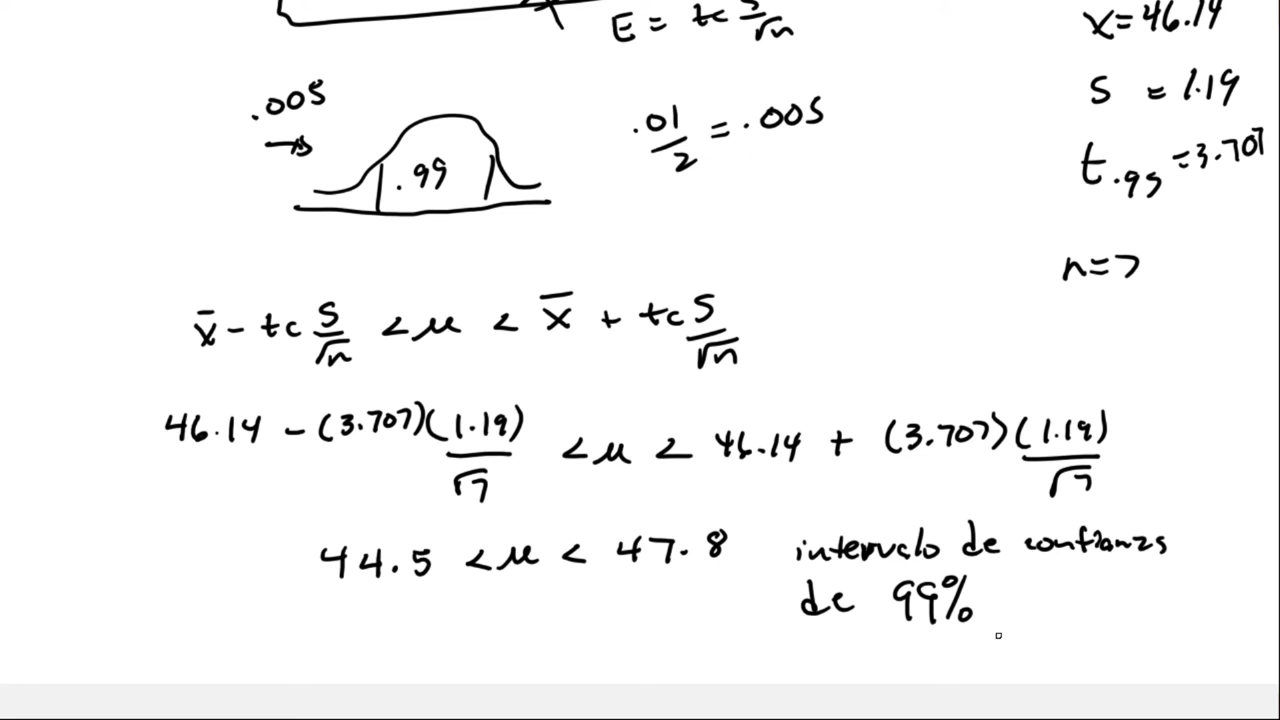 E = tc S/√n
x = 46.14
.005
.01/2 = .005
S = 1.19
.99
t.95 = 3.707
n = 7
x̄ - tc S/√n < μ < x̄ + tc S/√n
46.14 - (3.707)(1.19)/√7 < μ < 46.14 + (3.707)(1.19)/√7
44.5 < μ < 47.8
intervalo de confianza
de 99%